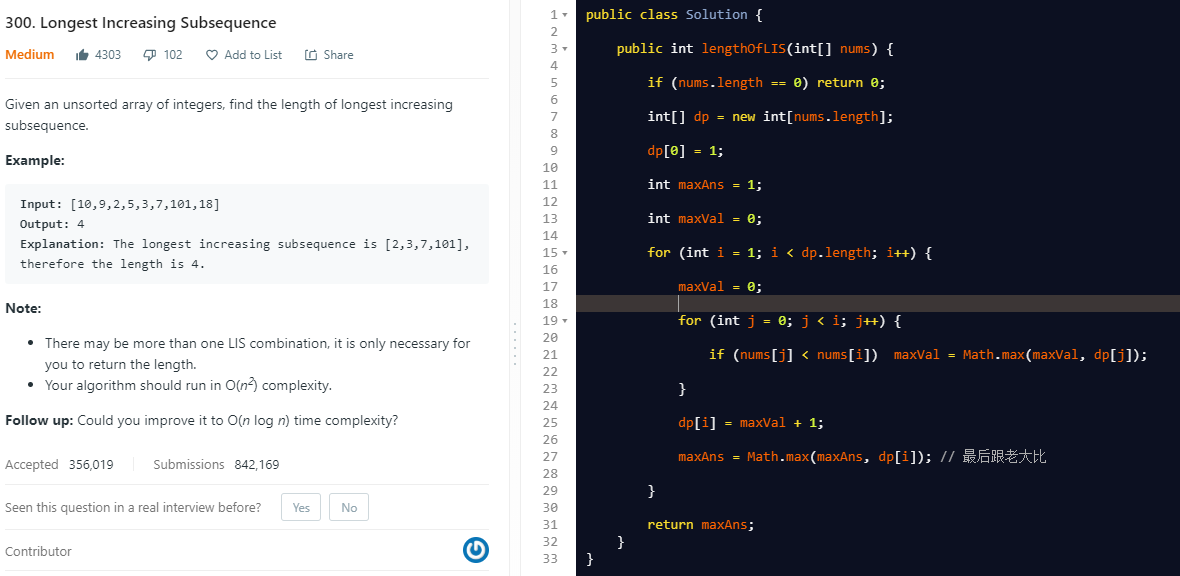 300. Longest Increasing Subsequence
Medium 4303 102 Add to List Share
Given an unsorted array of integers, find the length of longest increasing
subsequence.
Example:
Input: [10,9,2,5,3,7,101,18]
Output: 4
Explanation: The longest increasing subsequence is [2,3,7,101],
therefore the length is 4.
Note:
• There may be more than one LIS combination, it is only necessary for
you to return the length.
• Your algorithm should run in O(n²) complexity.
Follow up: Could you improve it to O(n log n) time complexity?
Accepted 356,019 Submissions 842,169
Seen this question in a real interview before? Yes No
Contributor
1 public class Solution {
2
3 public int lengthOfLIS(int[] nums) {
4
5 if (nums.length == 0) return 0;
6
7 int[] dp = new int[nums.length];
8
9 dp[0] = 1;
10
11 int maxAns = 1;
12
13 int maxVal = 0;
14
15 for (int i = 1; i < dp.length; i++) {
16
17 maxVal = 0;
18
19 for (int j = 0; j < i; j++) {
20
21 if (nums[j] < nums[i]) maxVal = Math.max(maxVal, dp[j]);
22
23 }
24
25 dp[i] = maxVal + 1;
26
27 maxAns = Math.max(maxAns, dp[i]); // 最后跟老大比
28
29 }
30
31 return maxAns;
32 }
33 }